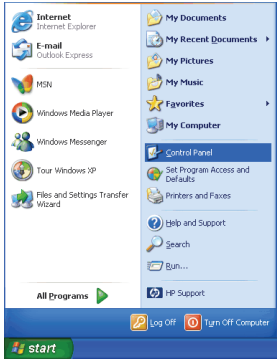 Internet
Internet Explorer
E-mail
Outlook Express
MSN
Windows Media Player
Windows Messenger
Tour Windows XP
Files and Settings Transfer
Wizard
All Programs
My Documents
My Recent Documents
My Pictures
My Music
Favorites
My Computer
Control Panel
Set Program Access and
Defaults
Printers and Faxes
Help and Support
Search
Run...
HP Support
Log Off
Turn Off Computer
start